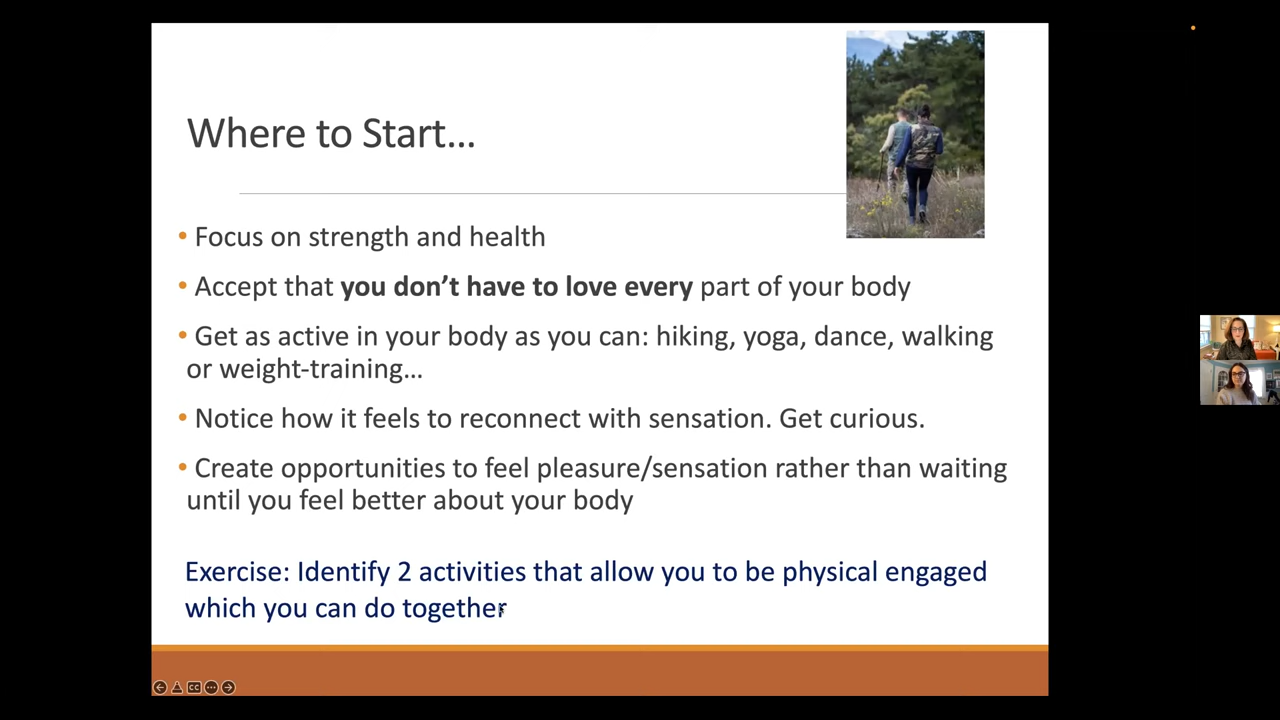 Where to Start...
• Focus on strength and health
• Accept that you don't have to love every part of your body
• Get as active in your body as you can: hiking, yoga, dance, walking
or weight-training...
• Notice how it feels to reconnect with sensation. Get curious.
• Create opportunities to feel pleasure/sensation rather than waiting
until you feel better about your body
Exercise: Identify 2 activities that allow you to be physical engaged
which you can do together
CC